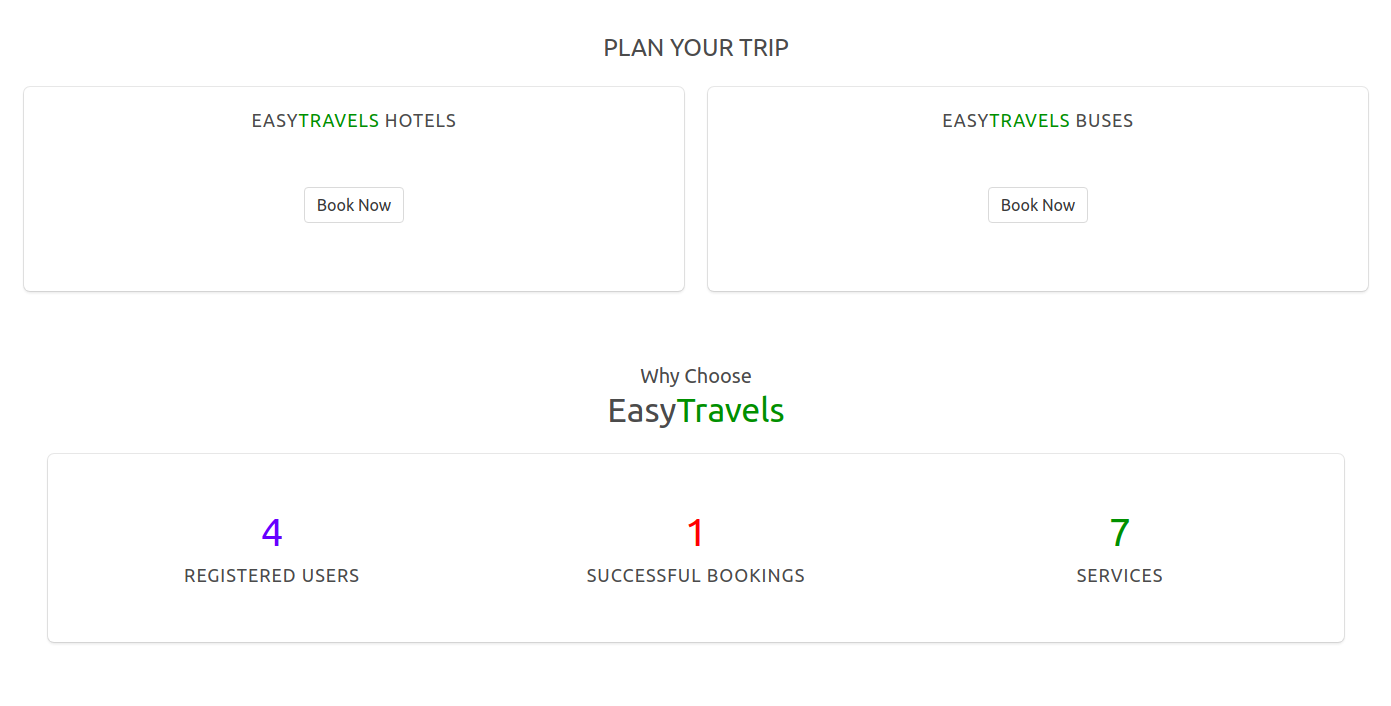 PLAN YOUR TRIP
EASYTRAVELS HOTELS
Book Now
EASYTRAVELS BUSES
Book Now
Why Choose
EasyTravels
4
REGISTERED USERS
1
SUCCESSFUL BOOKINGS
7
SERVICES